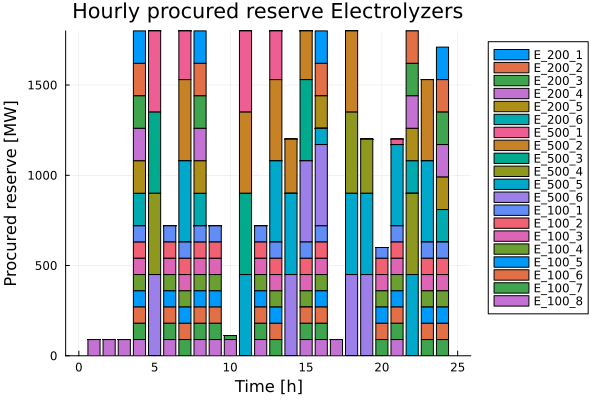 Hourly procured reserve Electrolyzers
Procured reserve [MW]
1500
1000
500
0
0
5
10
15
20
25
Time [h]
E_200_1
E_200_2
E_200_3
E_200_4
E_200_5
E_200_6
E_500_1
E_500_2
E_500_3
E_500_4
E_500_5
E_500_6
E_100_1
E_100_2
E_100_3
E_100_4
E_100_5
E_100_6
E_100_7
E_100_8